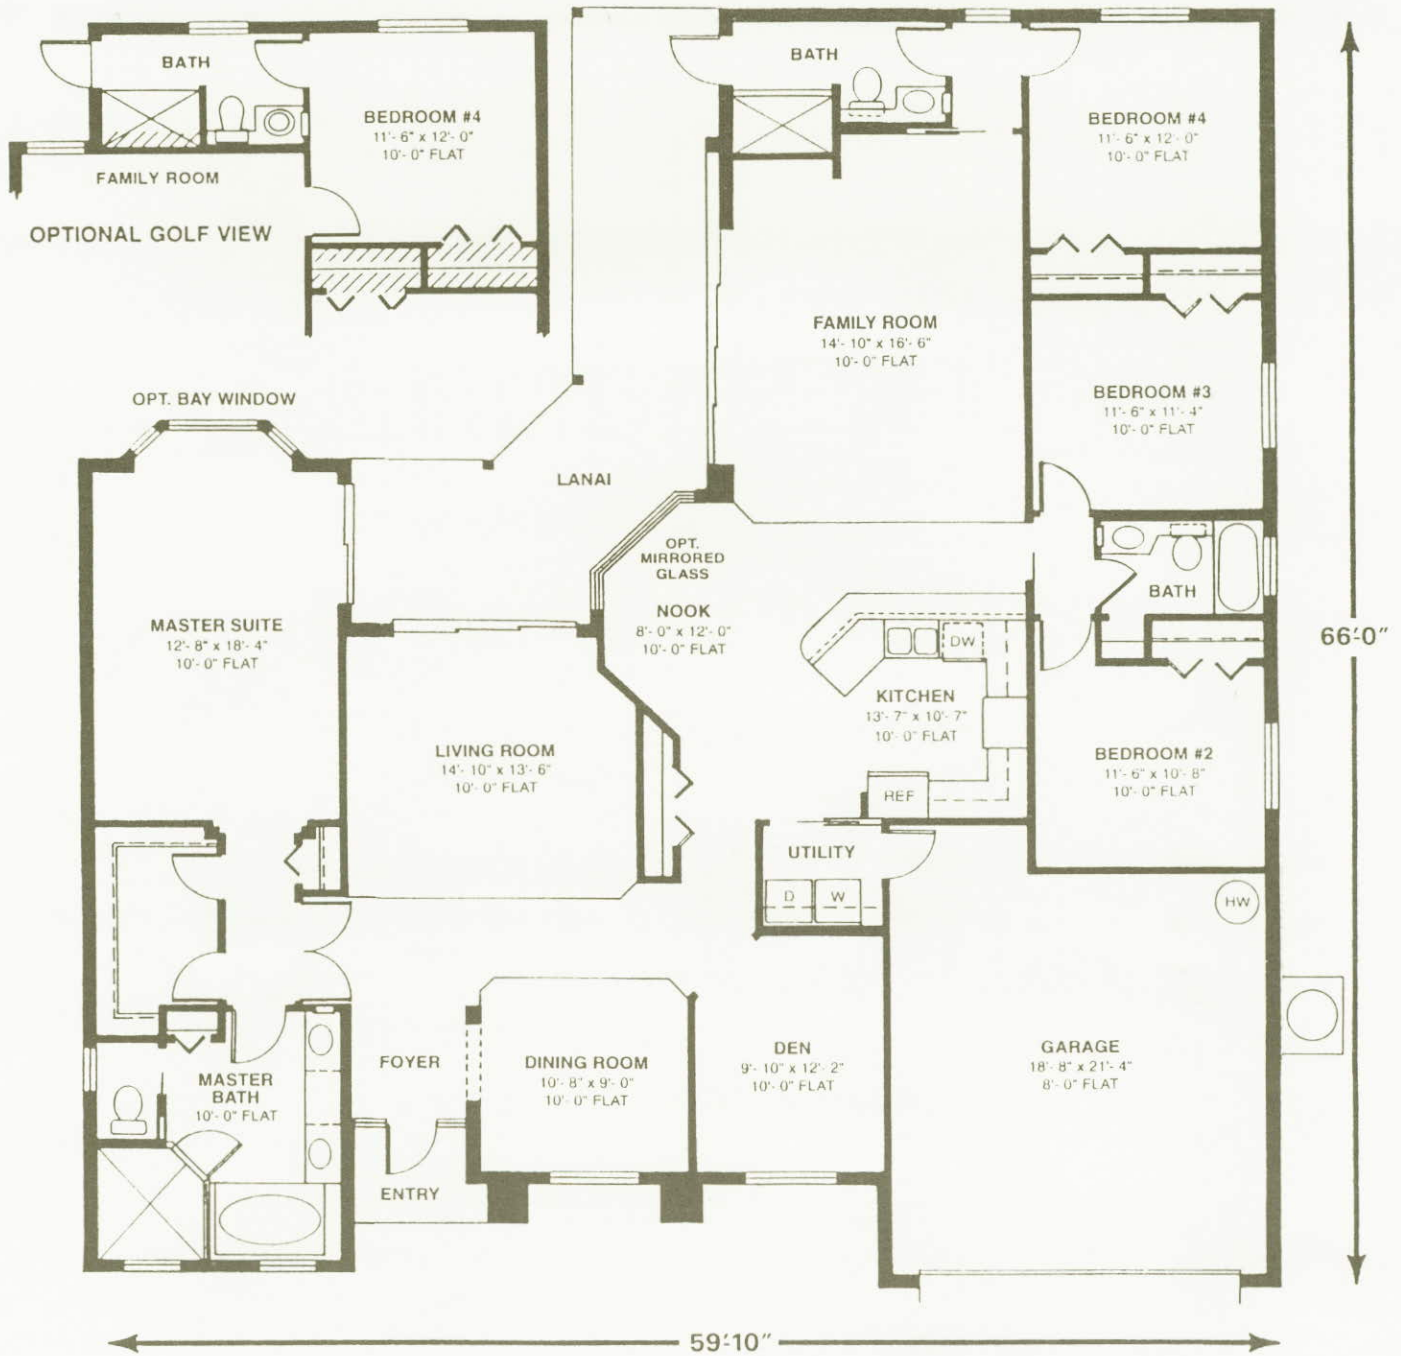 BATH
BEDROOM #4
11'- 6" x 12'- 0"
10'- 0" FLAT
FAMILY ROOM
OPTIONAL GOLF VIEW
BATH
BEDROOM #4
11'- 6" x 12'- 0"
10'- 0" FLAT
FAMILY ROOM
14'- 10" x 16'- 6"
10'- 0" FLAT
BEDROOM #3
11'- 6" x 11'- 4"
10'- 0" FLAT
OPT. BAY WINDOW
LANAI
OPT.
MIRRORED
GLASS
NOOK
8'- 0" x 12'- 0"
10'- 0" FLAT
BATH
MASTER SUITE
12'- 8" x 18'- 4"
10'- 0" FLAT
DW
KITCHEN
13'- 7" x 10'- 7"
10'- 0" FLAT
REF
66'-0"
LIVING ROOM
14'- 10" x 13'- 6"
10'- 0" FLAT
BEDROOM #2
11'- 6" x 10'- 8"
10'- 0" FLAT
UTILITY
D
W
HW
FOYER
DINING ROOM
10'- 8" x 9'- 0"
10'- 0" FLAT
DEN
9'- 10" x 12'- 2"
10'- 0" FLAT
GARAGE
18'- 8" x 21'- 4"
8'- 0" FLAT
MASTER
BATH
10'- 0" FLAT
ENTRY
59'-10"